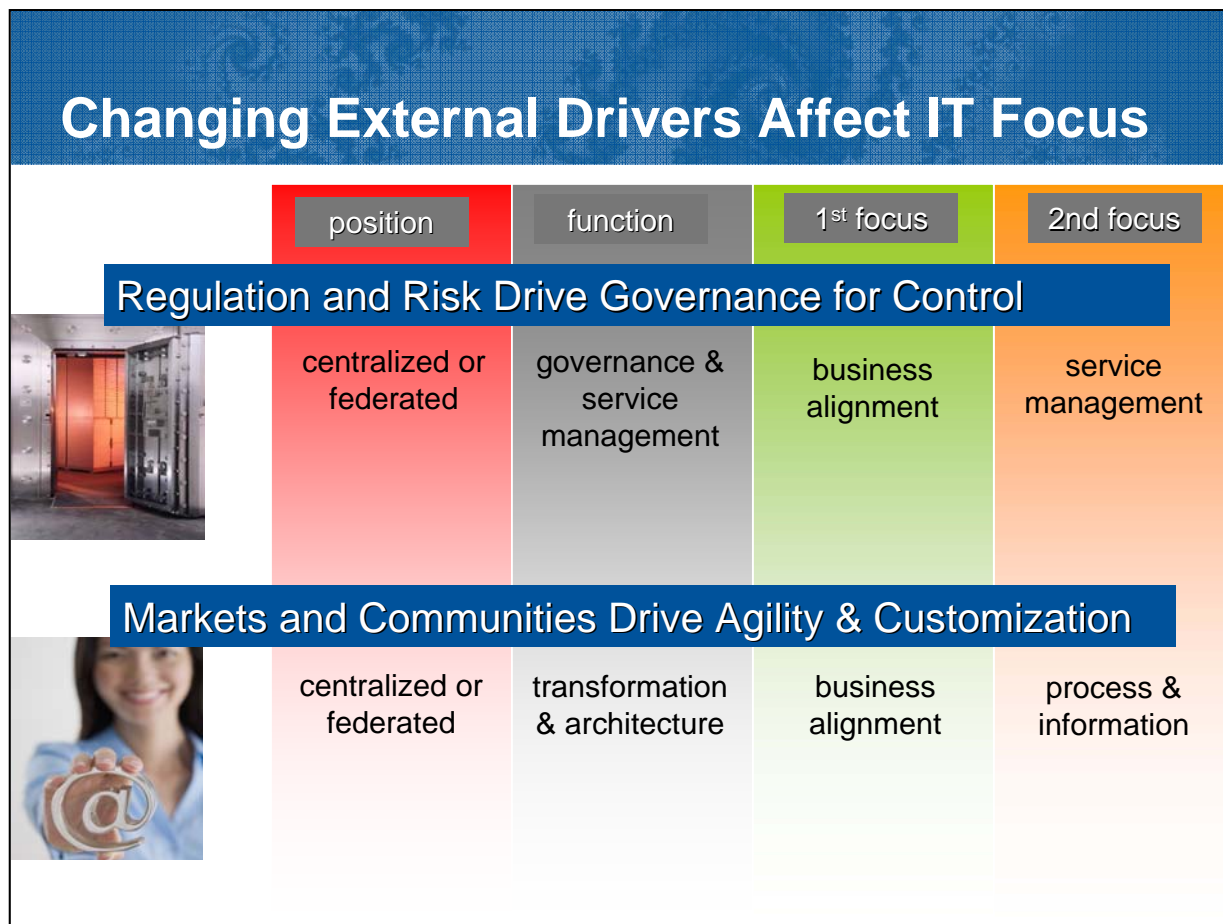 Changing External Drivers Affect IT Focus
position
function
1st focus
2nd focus
Regulation and Risk Drive Governance for Control
centralized or
federated
governance &
service
management
business
alignment
service
management
Markets and Communities Drive Agility & Customization
centralized or
federated
transformation
& architecture
business
alignment
process &
information
@